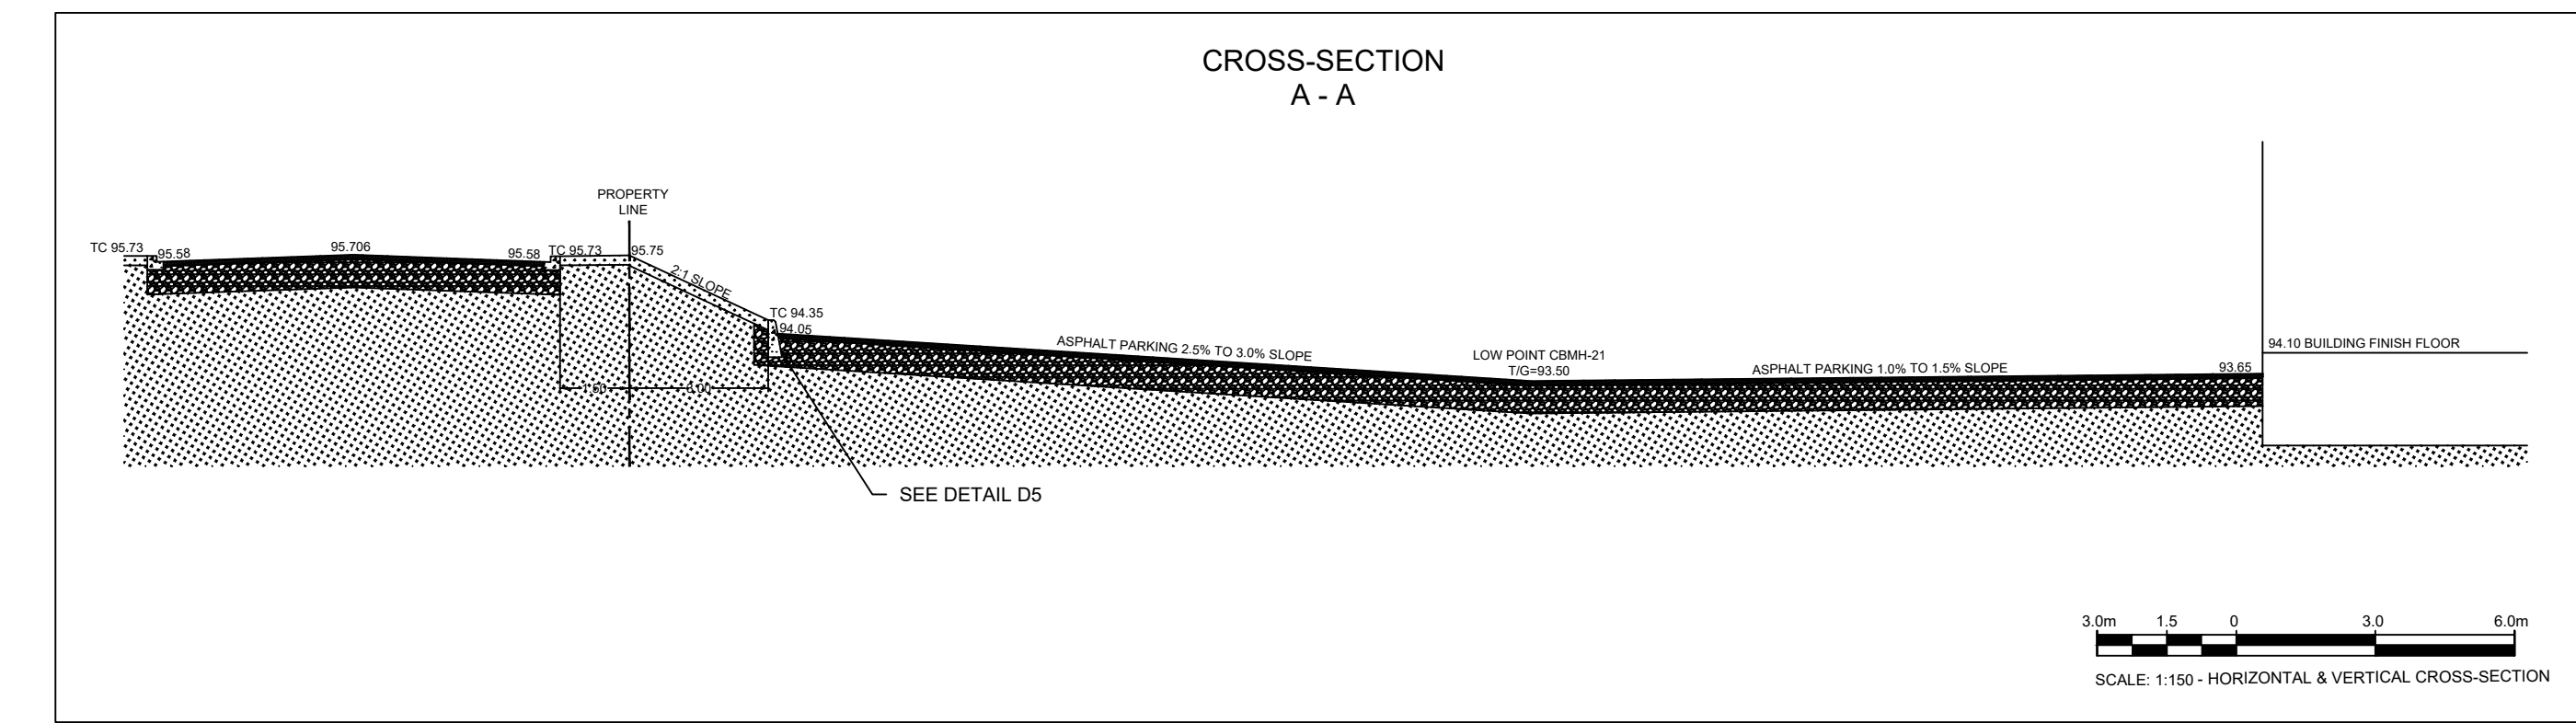 CROSS-SECTION
A - A
PROPERTY
LINE
TC 95.73
95.58
95.706
95.58
TC 95.73
95.75
2:1 SLOPE
TC 94.35
94.05
ASPHALT PARKING 2.5% TO 3.0% SLOPE
LOW POINT CBMH-21
T/G=93.50
ASPHALT PARKING 1.0% TO 1.5% SLOPE
93.65
94.10 BUILDING FINISH FLOOR
1.50
3.00
SEE DETAIL D5
3.0m 1.5 0 3.0 6.0m
SCALE: 1:150 - HORIZONTAL & VERTICAL CROSS-SECTION